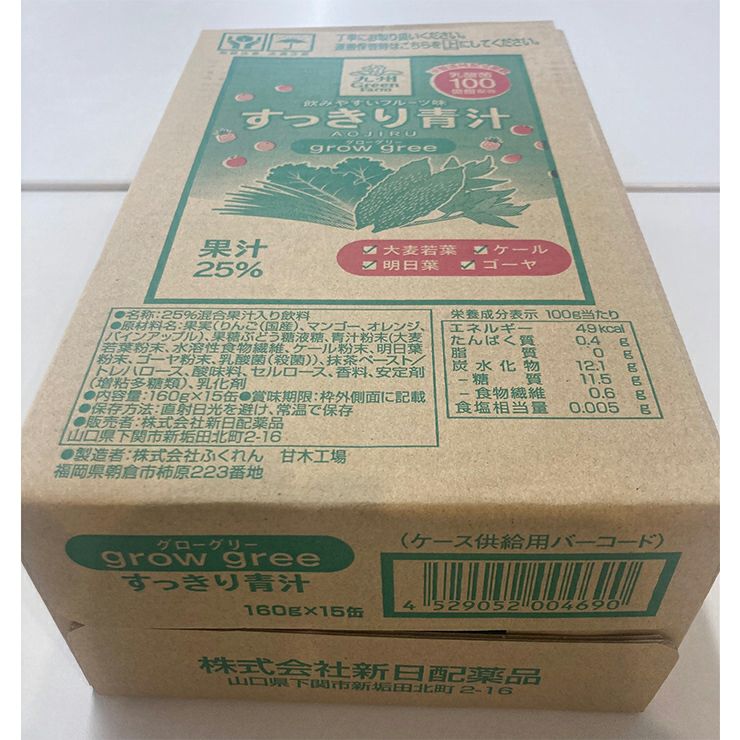 丁寧にお取り扱いください。
直置保管時はこちらを上にしてください。
九州
Green
Farm
乳酸菌
100
億個配合
飲みやすいフルーツ味
すっきり青汁
AOJIRU
グローグリー
grow gree
果汁
25%
大麦若葉 ケール
明日葉 ゴーヤ
●名称:25%混合果汁入り飲料
●原材料名:果実(りんご(国産)、マンゴー、オレンジ、
パインアップル)、果糖ぶどう糖液糖、青汁粉末(大麦
若葉粉末、水溶性食物繊維、ケール粉末、明日葉
粉末、ゴーヤ粉末、乳酸菌(殺菌))、抹茶ペースト/
トレハロース、酸味料、セルロース、香料、安定剤
(増粘多糖類)、乳化剤
●内容量:160g×15缶●賞味期限:枠外側面に記載
●保存方法:直射日光を避け、常温で保存
●販売者:株式会社新日配薬品
山口県下関市新垢田北町2-16
●製造者:株式会社ふくれん 甘木工場
福岡県朝倉市柿原223番地
栄養成分表示 100g当たり
エネルギー 49kcal
たんぱく質 0.4 g
脂質 0 g
炭水化物 12.1 g
-糖質 11.5 g
-食物繊維 0.6 g
食塩相当量 0.005 g
グローグリー
grow gree
すっきり青汁
160g×15缶
(ケース供給用バーコード)
4 529052 004690
株式会社新日配薬品
山口県下関市新垢田北町 2-16